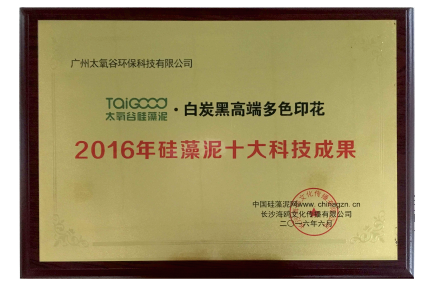 广州太氧谷环保科技有限公司
TAIGOOD
太氧谷硅藻泥 ·白炭黑高端多色印花
2016年硅藻泥十大科技成果
中国硅藻泥网www.chinagzn.cn
长沙海鸥文化传播有限公司
二〇一六年六月